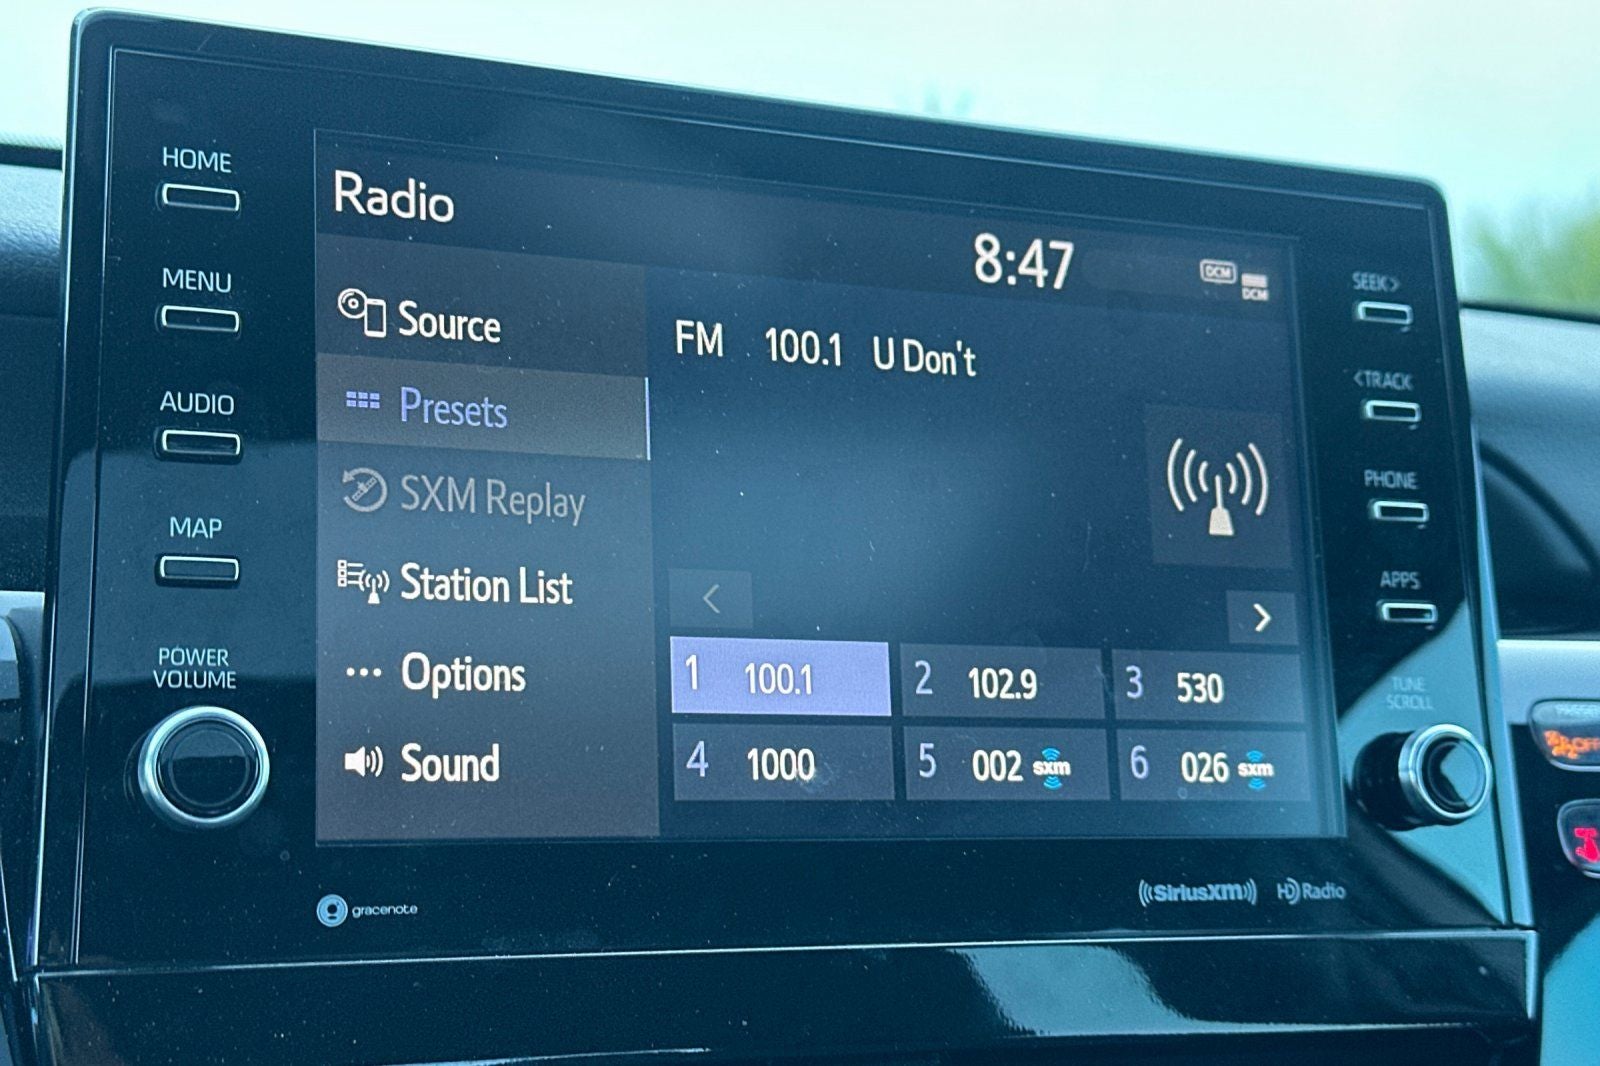 HOME
MENU
AUDIO
MAP
POWER
VOLUME
Radio
8:47
DCM
DCM
Source
Presets
SXM Replay
Station List
Options
Sound
FM 100.1 U Don't
<
>
1 100.1
2 102.9
3 530
4 1000
5 002 sxm
6 026 sxm
SEEK>
<TRACK
PHONE
APPS
TUNE
SCROLL
gracenote
((SiriusXM))
HD Radio
OFF